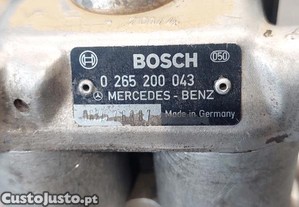 BOSCH
050
0 265 200 043
MERCEDES-BENZ
Made in Germany
CustoJusto.pt